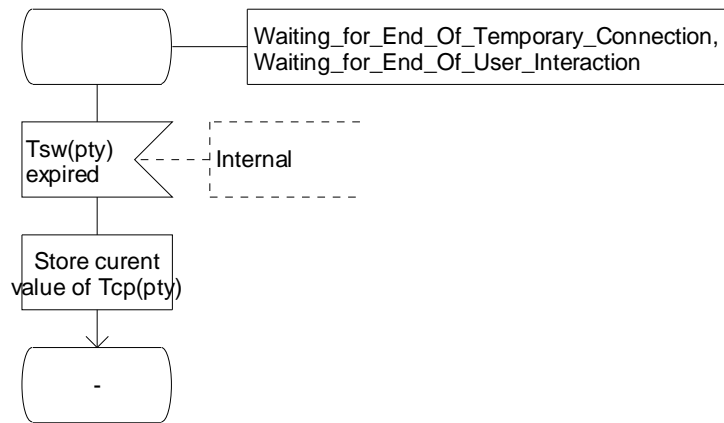 Waiting_for_End_Of_Temporary_Connection,
Waiting_for_End_Of_User_Interaction
Tsw(pty)
expired
Internal
Store curent
value of Tcp(pty)
-